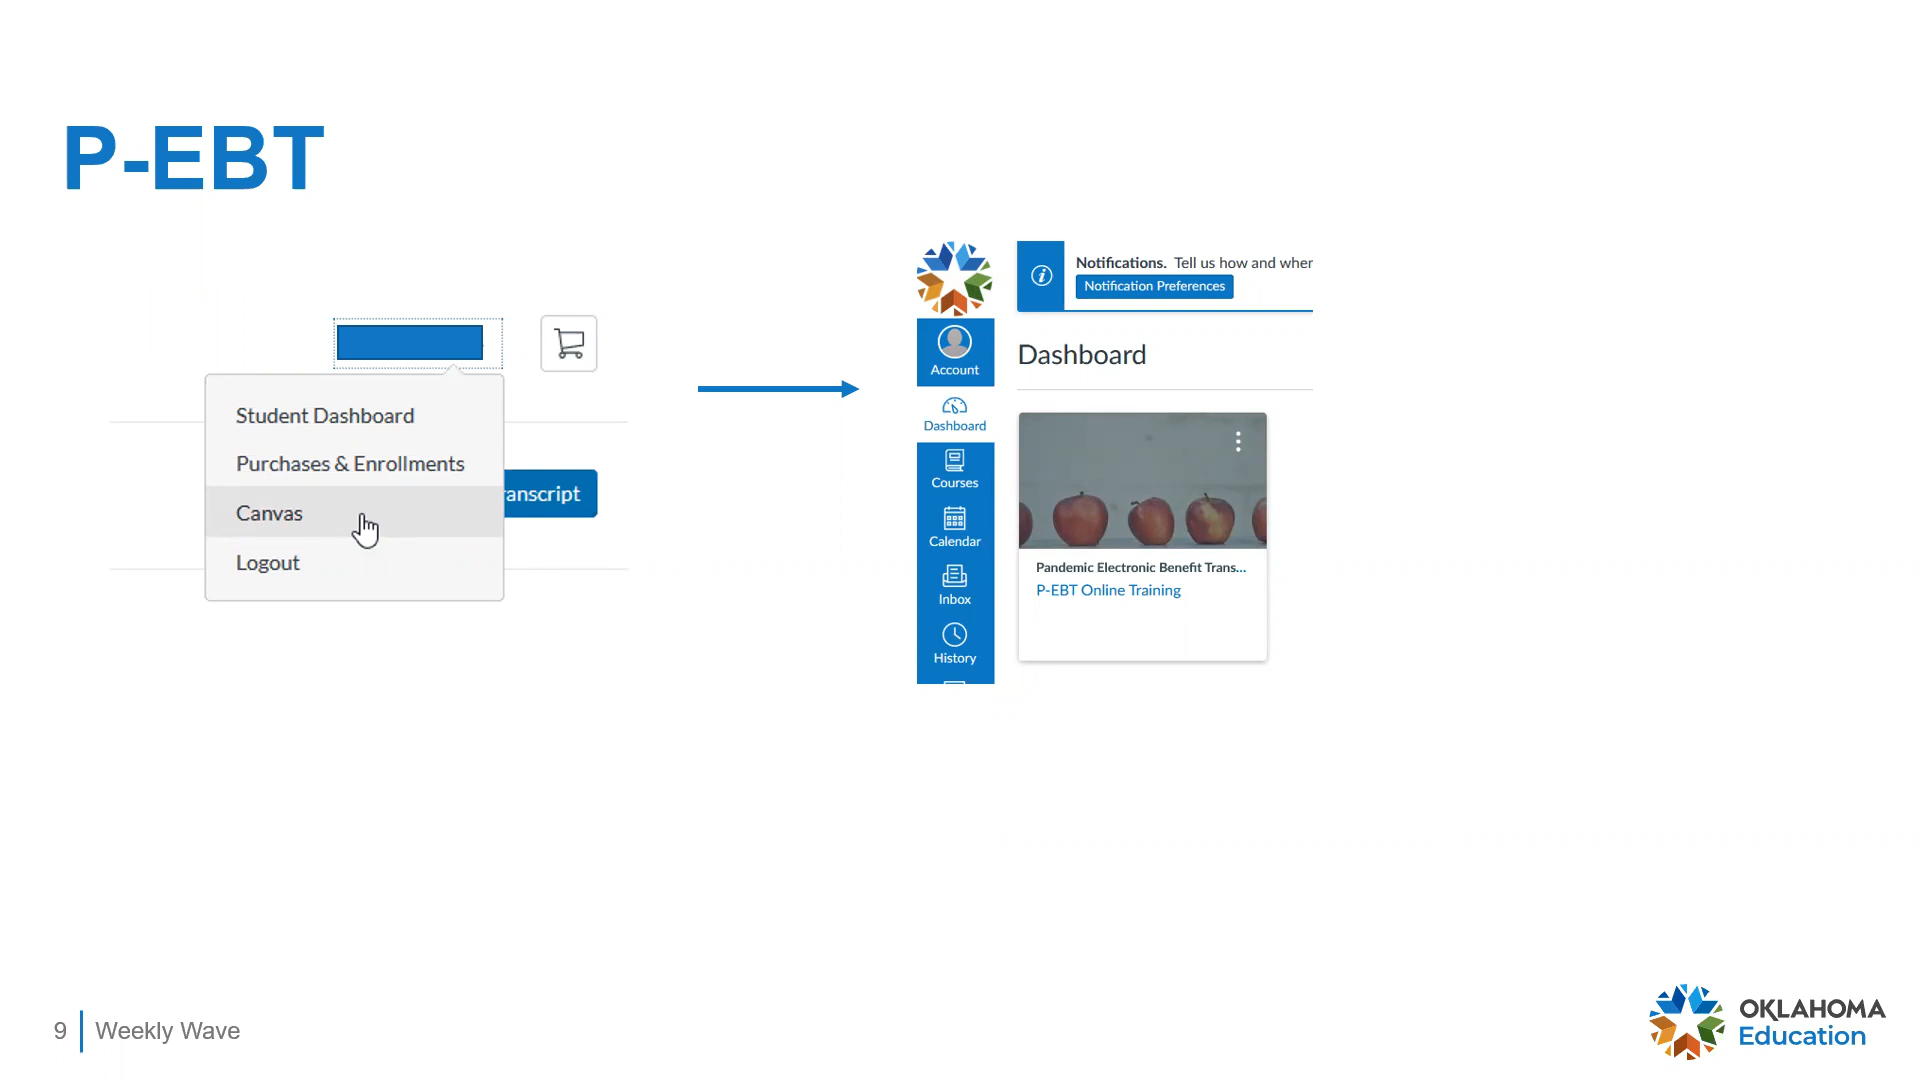 P-EBT
Student Dashboard
Purchases & Enrollments
Canvas
Logout
anscript
Notifications. Tell us how and wher
Notification Preferences
Account
Dashboard
Courses
Calendar
Inbox
History
Dashboard
Pandemic Electronic Benefit Trans...
P-EBT Online Training
9
Weekly Wave
OKLAHOMA
Education